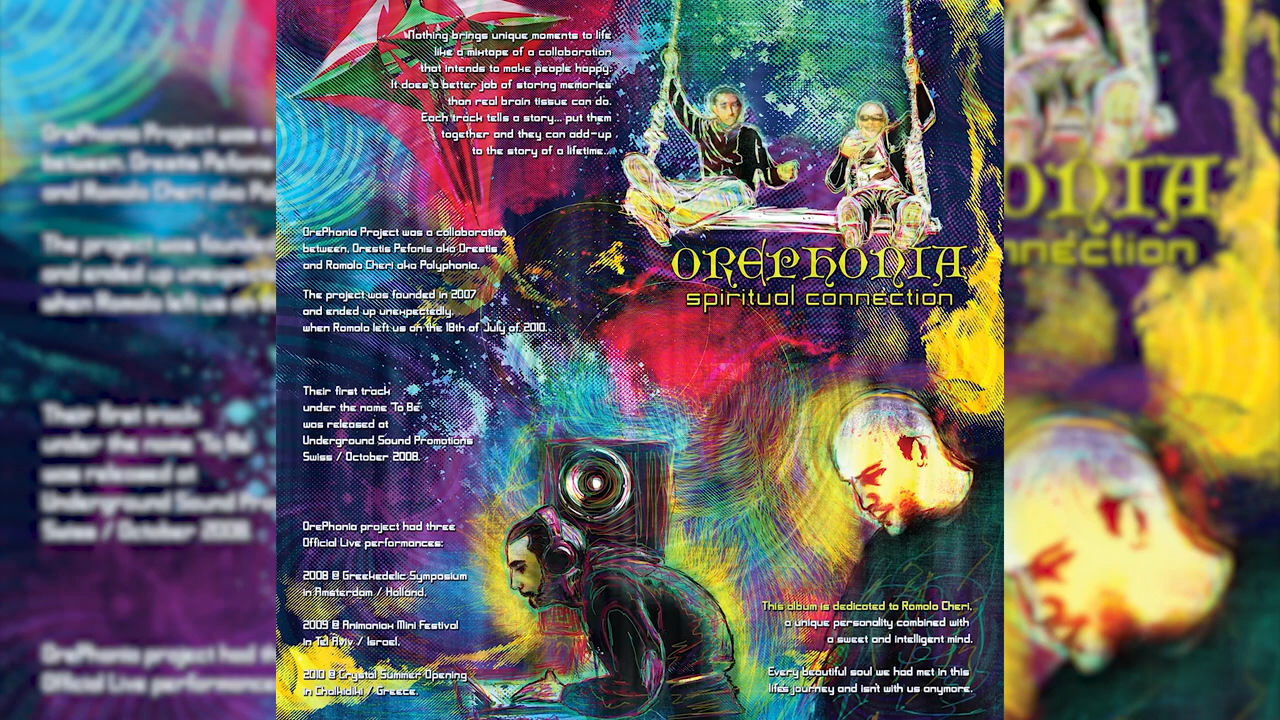 "Nothing brings unique moments to life
like a mixtape of a collaboration
that intends to make people happy.
It does a better job of storing memories
than real brain tissue can do.
Each track tells a story... put them
together and they can add-up
to the story of a lifetime...
OREPHONIA
spiritual connection
OrePhonia Project was a collaboration
between. Orestis Pefanis aka Orestis
and Romolo Cheri aka Polyphonia.
The project was founded in 2007
and ended up unexpectedly.
when Romolo left us on the 18th of July of 2010.
Their first track
under the name 'To Be'
was released at
Underground Sound Promotions
Swiss / October 2008.
OrePhonia project had three
Official Live performances:
2008 @ Greekedelic Symposium
in Amsterdam / Holland.
2009 @ Animoniax Mini Festival
in Tel Aviv / Israel.
2010 @ Crystal Summer Opening
in Chalkidiki / Greece.
This album is dedicated to Romolo Cheri,
a unique personality combined with
a sweet and intelligent mind.
Every beautiful soul we had met in this
lifes journey and isn't with us anymore.